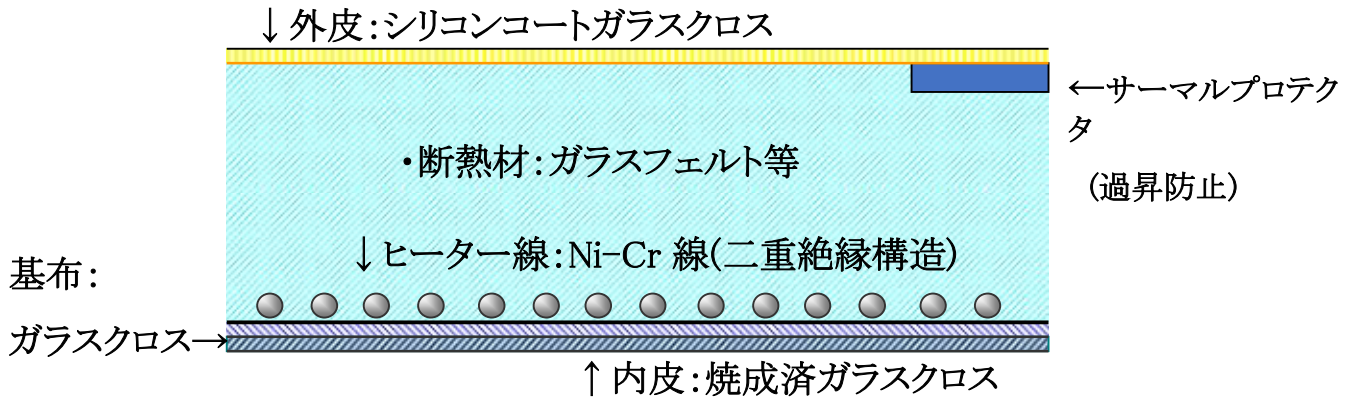 ↓外皮：シリコンコートガラスクロス
←サーマルプロテク
タ
(過昇防止)
・断熱材：ガラスフェルト等
↓ヒーター線：Ni-Cr 線(二重絶縁構造)
基布：
ガラスクロス→
↑内皮：焼成済ガラスクロス